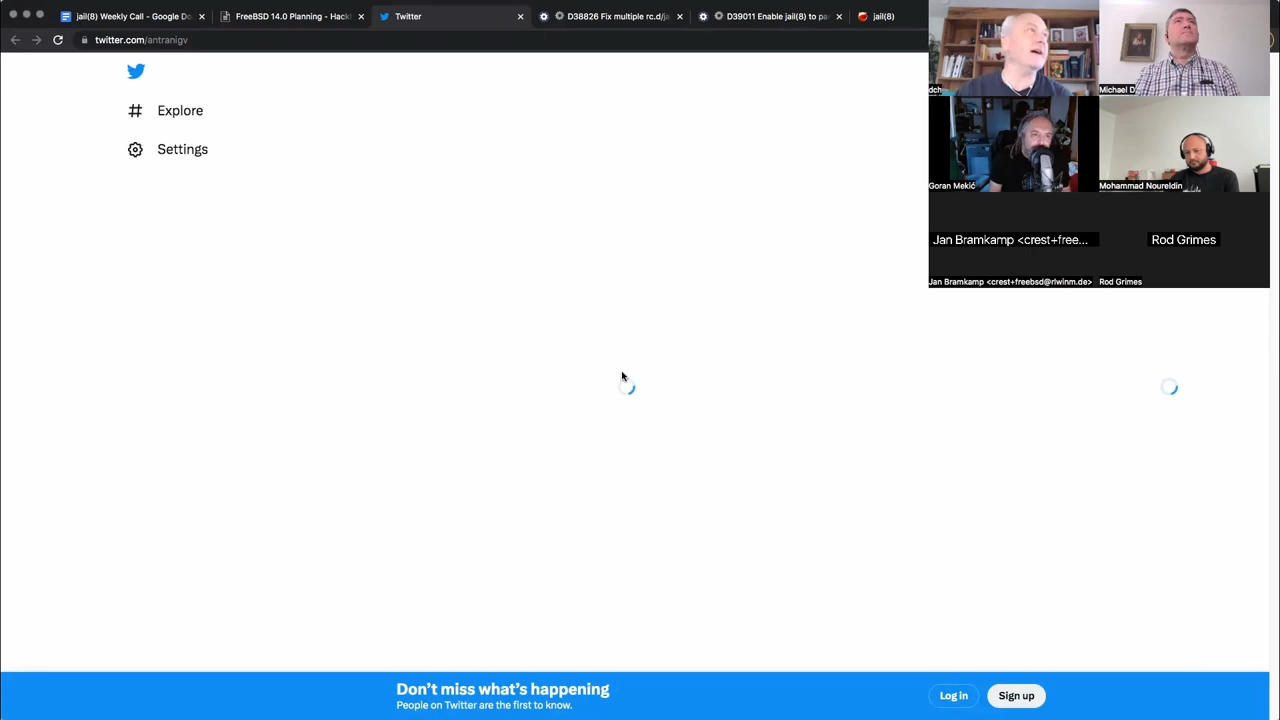 jail(8) Weekly Call - Google Do
FreeBSD 14.0 Planning - Hack
Twitter
D38826 Fix multiple rc.d/ja
D39011 Enable jail(8) to pa
jail(8)
twitter.com/antranigv
Explore
Settings
dch
Michael D
Goran Mekić
Mohammad Noureldin
Jan Bramkamp <crest+free...
Rod Grimes
Jan Bramkamp <crest+freebsd@rlwinm.de>
Rod Grimes
Don't miss what's happening
People on Twitter are the first to know.
Log in
Sign up